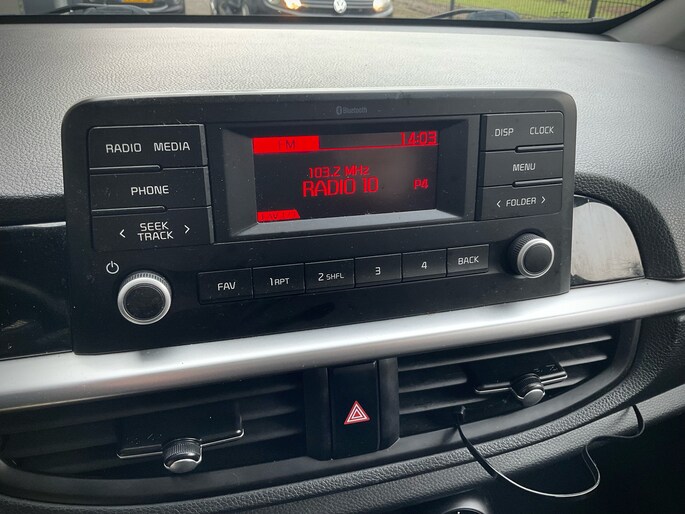 Bluetooth
RADIO MEDIA
PHONE
< SEEK >
TRACK
FM
14:03
103.2 MHz
RADIO 10 P4
DISP CLOCK
MENU
< FOLDER >
FAV 1 RPT 2 SHFL 3 4 BACK